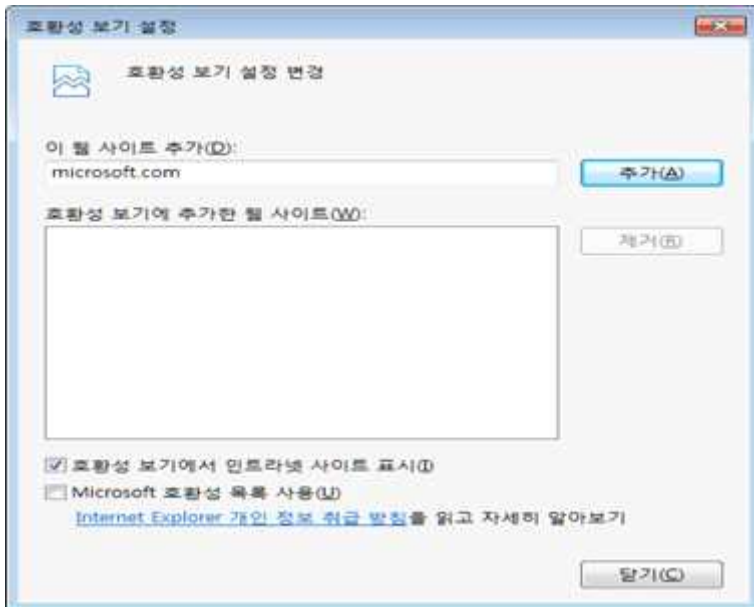 호환성 보기 설정
호환성 보기 설정 변경
이 웹 사이트 추가(D):
microsoft.com
추가(A)
호환성 보기에 추가한 웹 사이트(W):
제거(R)
호환성 보기에서 인트라넷 사이트 표시(I)
Microsoft 호환성 목록 사용(U)
Internet Explorer 개인 정보 취급 방침을 읽고 자세히 알아보기
닫기(C)